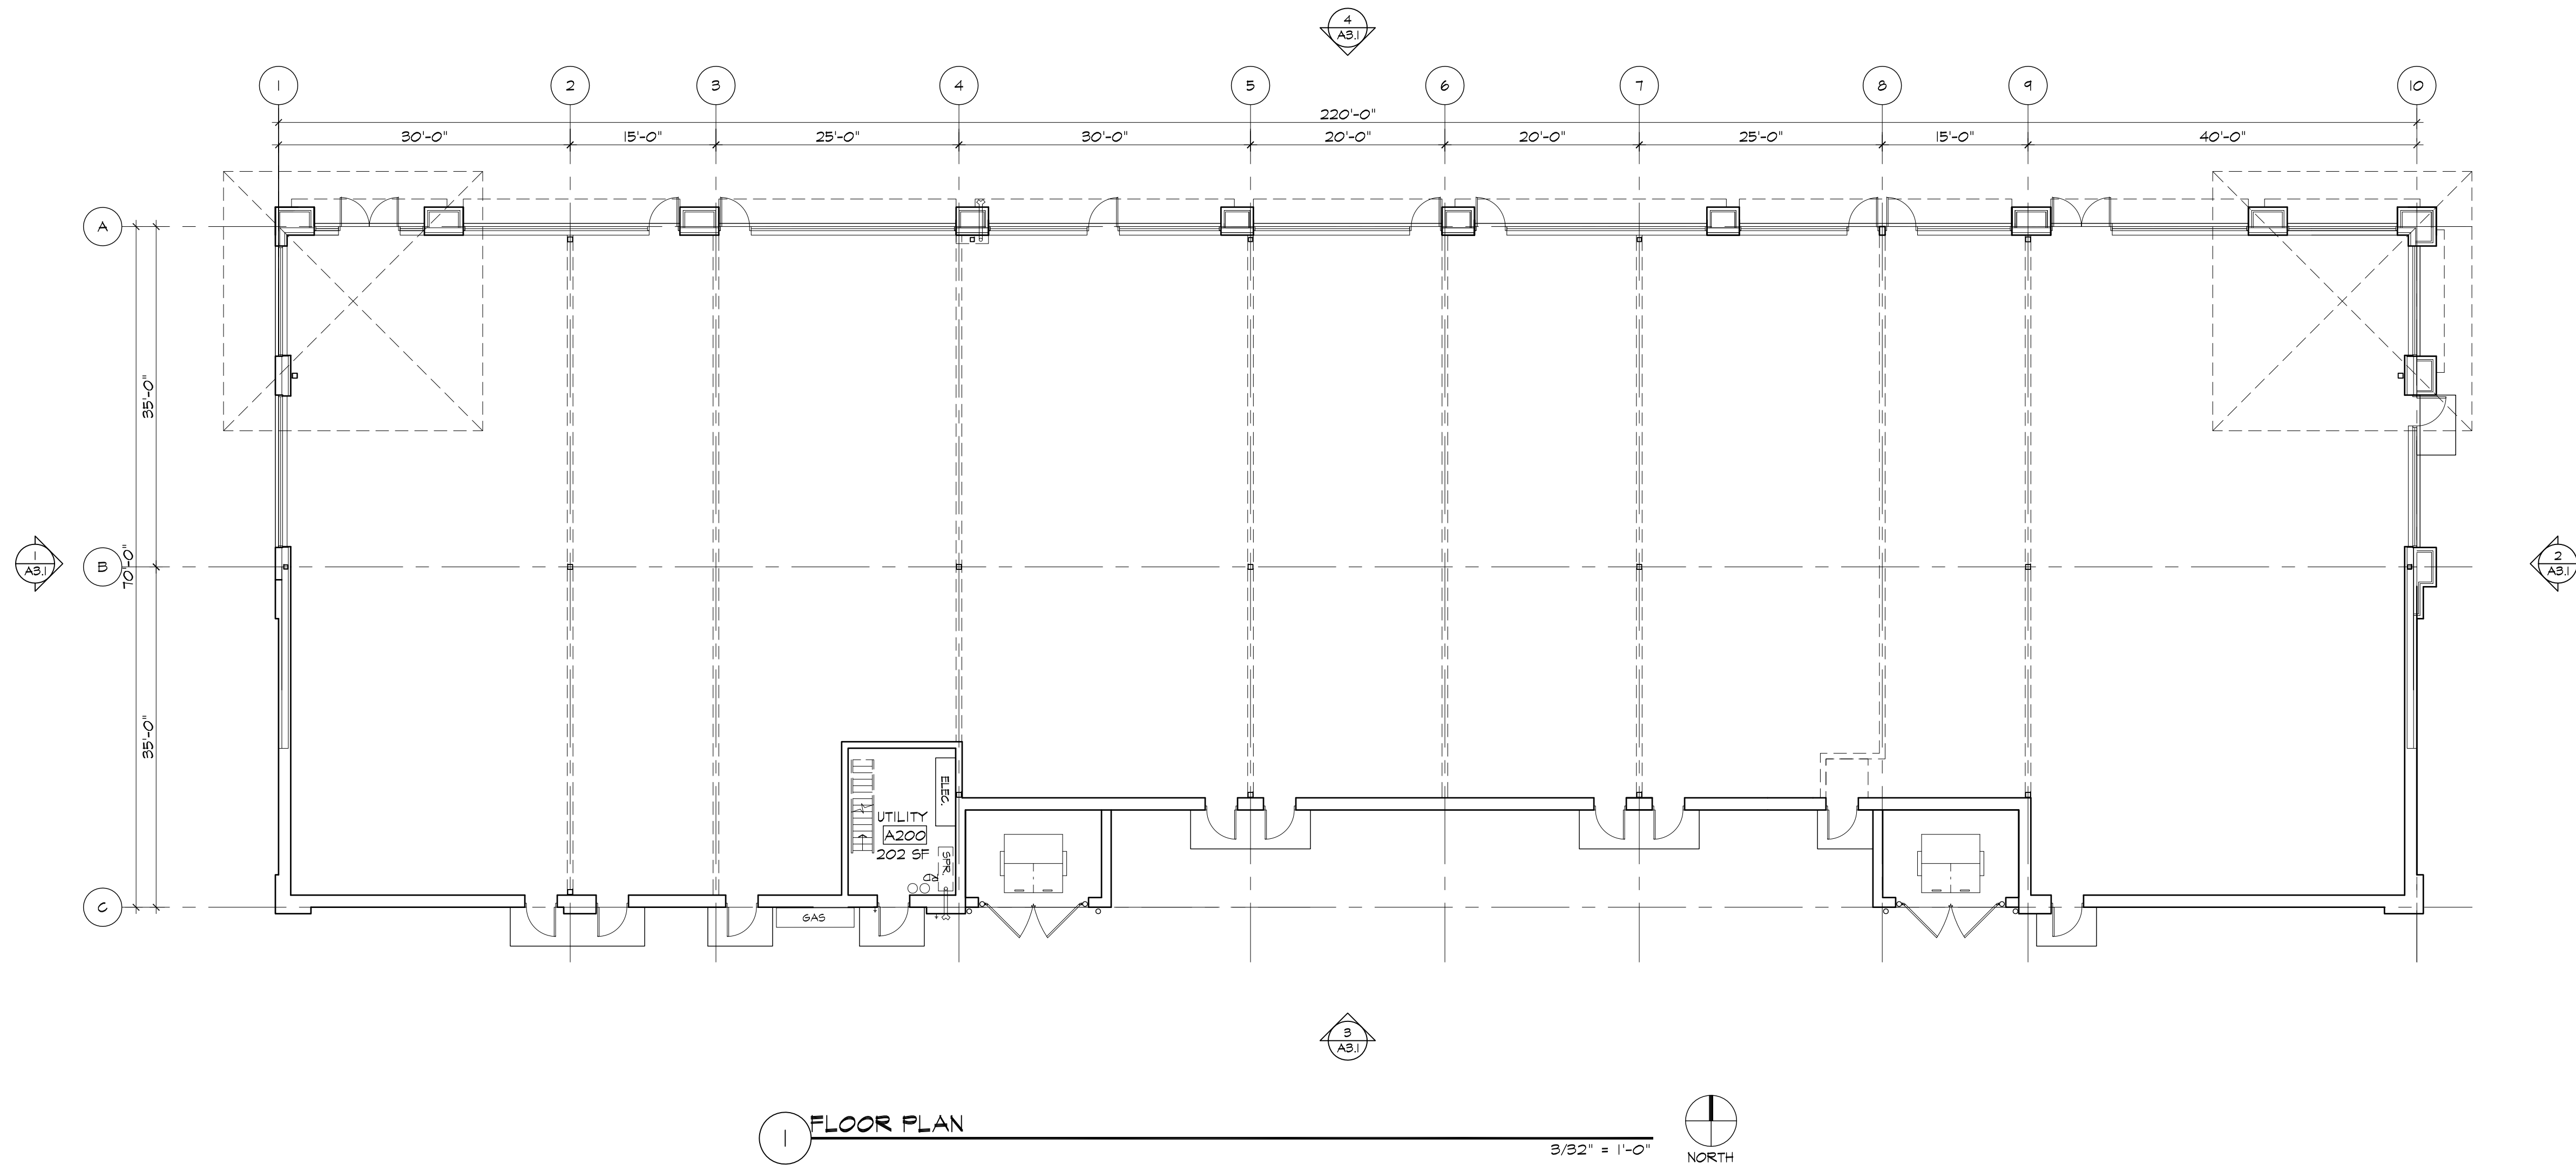 4
A3.1
1
2
3
4
5
6
7
8
9
10
220'-0"
30'-0"
15'-0"
25'-0"
30'-0"
20'-0"
20'-0"
25'-0"
15'-0"
40'-0"
A
35'-0"
1
A3.1
B
70'-0"
2
A3.1
35'-0"
ELEC.
UTILITY
A200
202 SF
SPR.
C
GAS
3
A3.1
1
FLOOR PLAN
3/32" = 1'-0"
NORTH